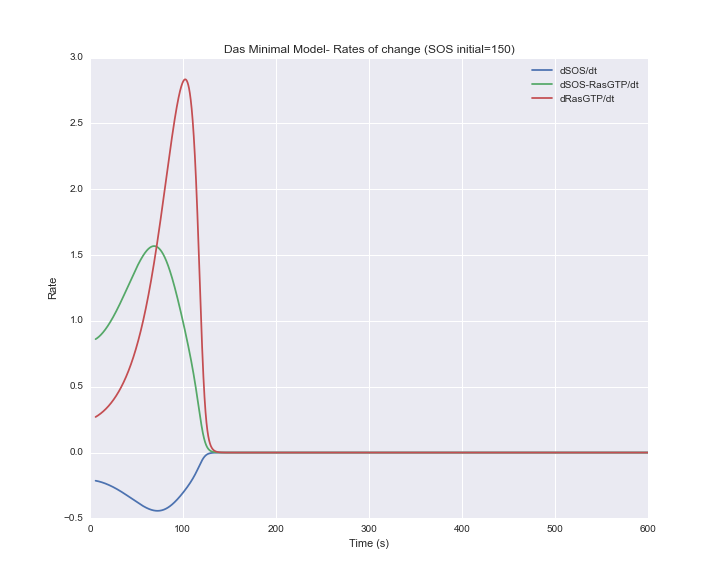 Das Minimal Model- Rates of change (SOS initial=150)
dSOS/dt
dSOS-RasGTP/dt
dRasGTP/dt
3.0
2.5
2.0
1.5
1.0
0.5
0.0
−0.5
Rate
0 100 200 300 400 500 600
Time (s)